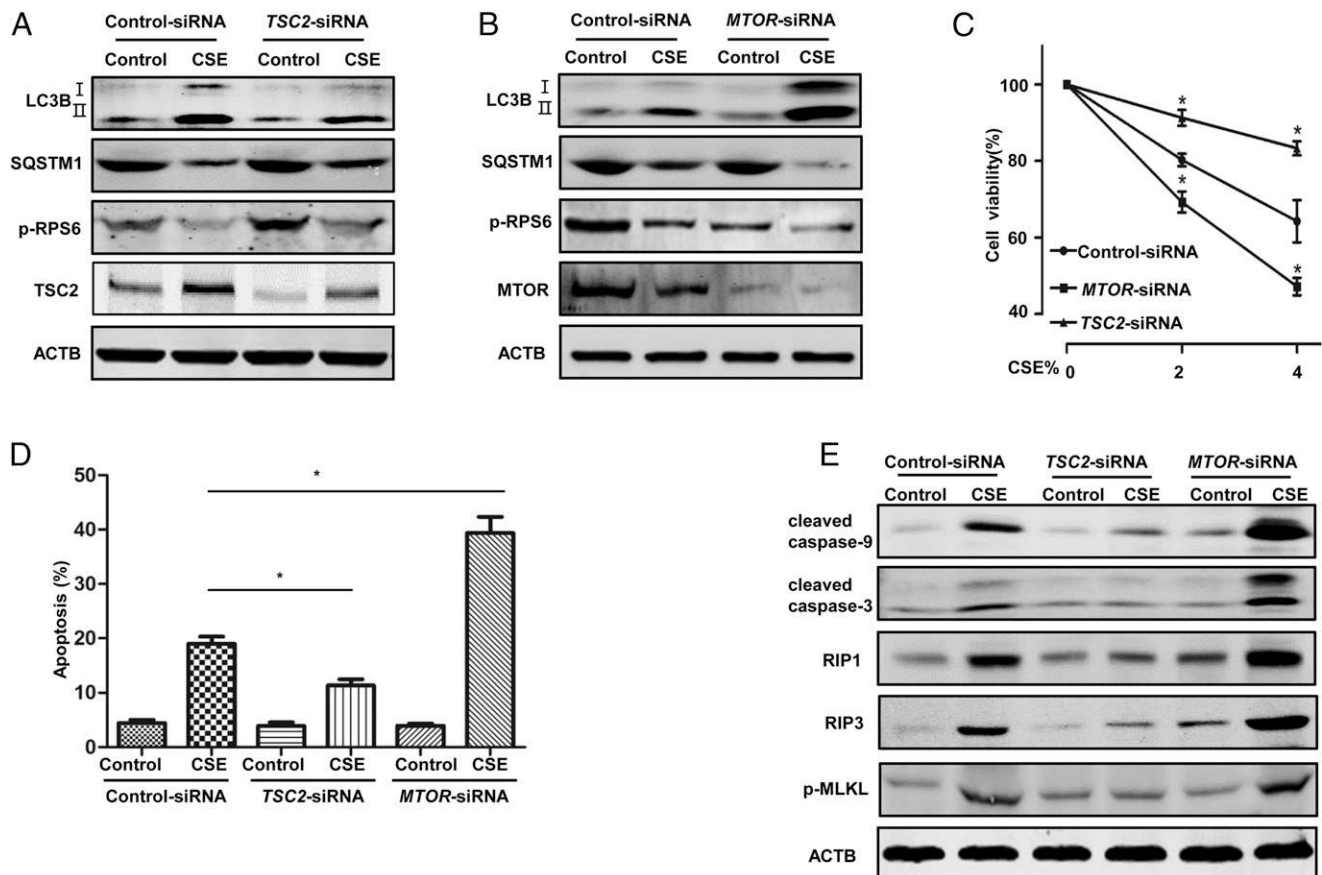 A
Control-siRNA TSC2-siRNA
Control CSE Control CSE
LC3B I
II
SQSTM1
p-RPS6
TSC2
ACTB
B
Control-siRNA MTOR-siRNA
Control CSE Control CSE
LC3B I
II
SQSTM1
p-RPS6
MTOR
ACTB
C
Cell viability(%)
100
80
60
40
*
*
*
*
Control-siRNA
MTOR-siRNA
TSC2-siRNA
CSE% 0 2 4
D
Apoptosis (%)
50
40
30
20
10
0
*
*
Control CSE Control CSE Control CSE
Control-siRNA TSC2-siRNA MTOR-siRNA
E
Control-siRNA TSC2-siRNA MTOR-siRNA
Control CSE Control CSE Control CSE
cleaved
caspase-9
cleaved
caspase-3
RIP1
RIP3
p-MLKL
ACTB